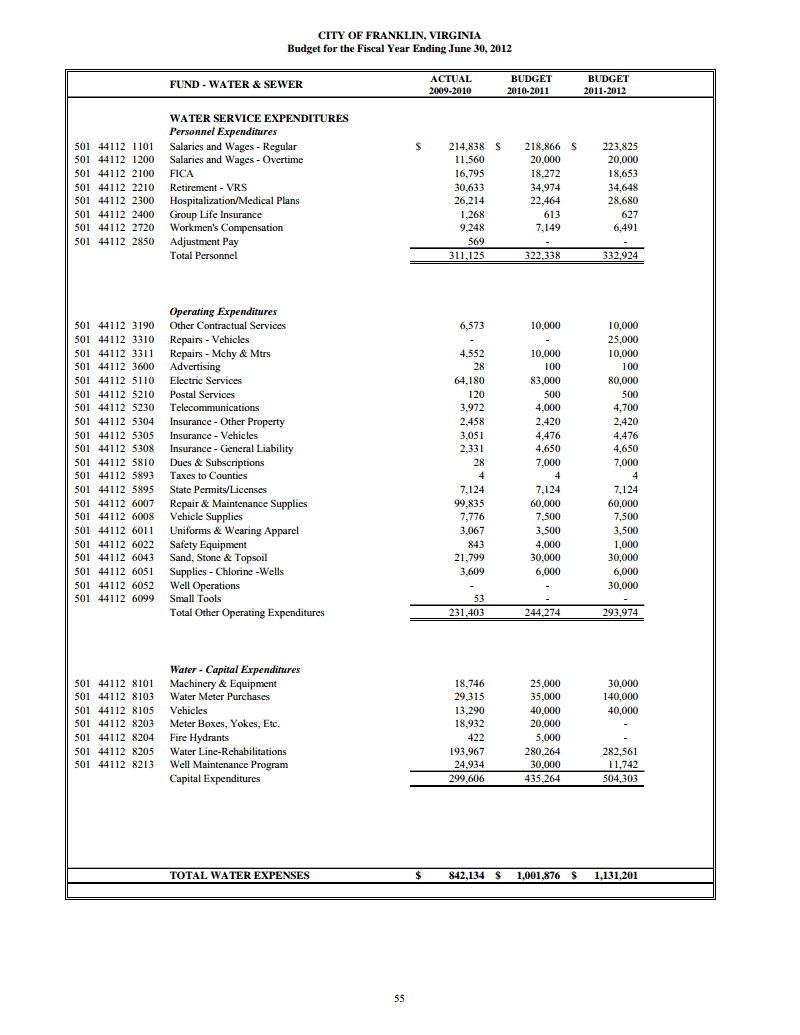 CITY OF FRANKLIN, VIRGINIA
Budget for the Fiscal Year Ending June 30, 2012
FUND - WATER & SEWER ACTUAL 2009-2010 BUDGET 2010-2011 BUDGET 2011-2012
WATER SERVICE EXPENDITURES
Personnel Expenditures
501 44112 1101 Salaries and Wages - Regular $ 214,838 $ 218,866 $ 223,825
501 44112 1200 Salaries and Wages - Overtime 11,560 20,000 20,000
501 44112 2100 FICA 16,795 18,272 18,653
501 44112 2210 Retirement - VRS 30,633 34,974 34,648
501 44112 2300 Hospitalization/Medical Plans 26,214 22,464 28,680
501 44112 2400 Group Life Insurance 1,268 613 627
501 44112 2720 Workmen's Compensation 9,248 7,149 6,491
501 44112 2850 Adjustment Pay 569 - -
Total Personnel 311,125 322,338 332,924
Operating Expenditures
501 44112 3190 Other Contractual Services 6,573 10,000 10,000
501 44112 3310 Repairs - Vehicles - - 25,000
501 44112 3311 Repairs - Mchy & Mtrs 4,552 10,000 10,000
501 44112 3600 Advertising 28 100 100
501 44112 5110 Electric Services 64,180 83,000 80,000
501 44112 5210 Postal Services 120 500 500
501 44112 5230 Telecommunications 3,972 4,000 4,700
501 44112 5304 Insurance - Other Property 2,458 2,420 2,420
501 44112 5305 Insurance - Vehicles 3,051 4,476 4,476
501 44112 5308 Insurance - General Liability 2,331 4,650 4,650
501 44112 5810 Dues & Subscriptions 28 7,000 7,000
501 44112 5893 Taxes to Counties 4 4 4
501 44112 5895 State Permits/Licenses 7,124 7,124 7,124
501 44112 6007 Repair & Maintenance Supplies 99,835 60,000 60,000
501 44112 6008 Vehicle Supplies 7,776 7,500 7,500
501 44112 6011 Uniforms & Wearing Apparel 3,067 3,500 3,500
501 44112 6022 Safety Equipment 843 4,000 1,000
501 44112 6043 Sand, Stone & Topsoil 21,799 30,000 30,000
501 44112 6051 Supplies - Chlorine -Wells 3,609 6,000 6,000
501 44112 6052 Well Operations - - 30,000
501 44112 6099 Small Tools 53 - -
Total Other Operating Expenditures 231,403 244,274 293,974
Water - Capital Expenditures
501 44112 8101 Machinery & Equipment 18,746 25,000 30,000
501 44112 8103 Water Meter Purchases 29,315 35,000 140,000
501 44112 8105 Vehicles 13,290 40,000 40,000
501 44112 8203 Meter Boxes, Yokes, Etc. 18,932 20,000 -
501 44112 8204 Fire Hydrants 422 5,000 -
501 44112 8205 Water Line-Rehabilitations 193,967 280,264 282,561
501 44112 8213 Well Maintenance Program 24,934 30,000 11,742
Capital Expenditures 299,606 435,264 504,303
TOTAL WATER EXPENSES $ 842,134 $ 1,001,876 $ 1,131,201
55